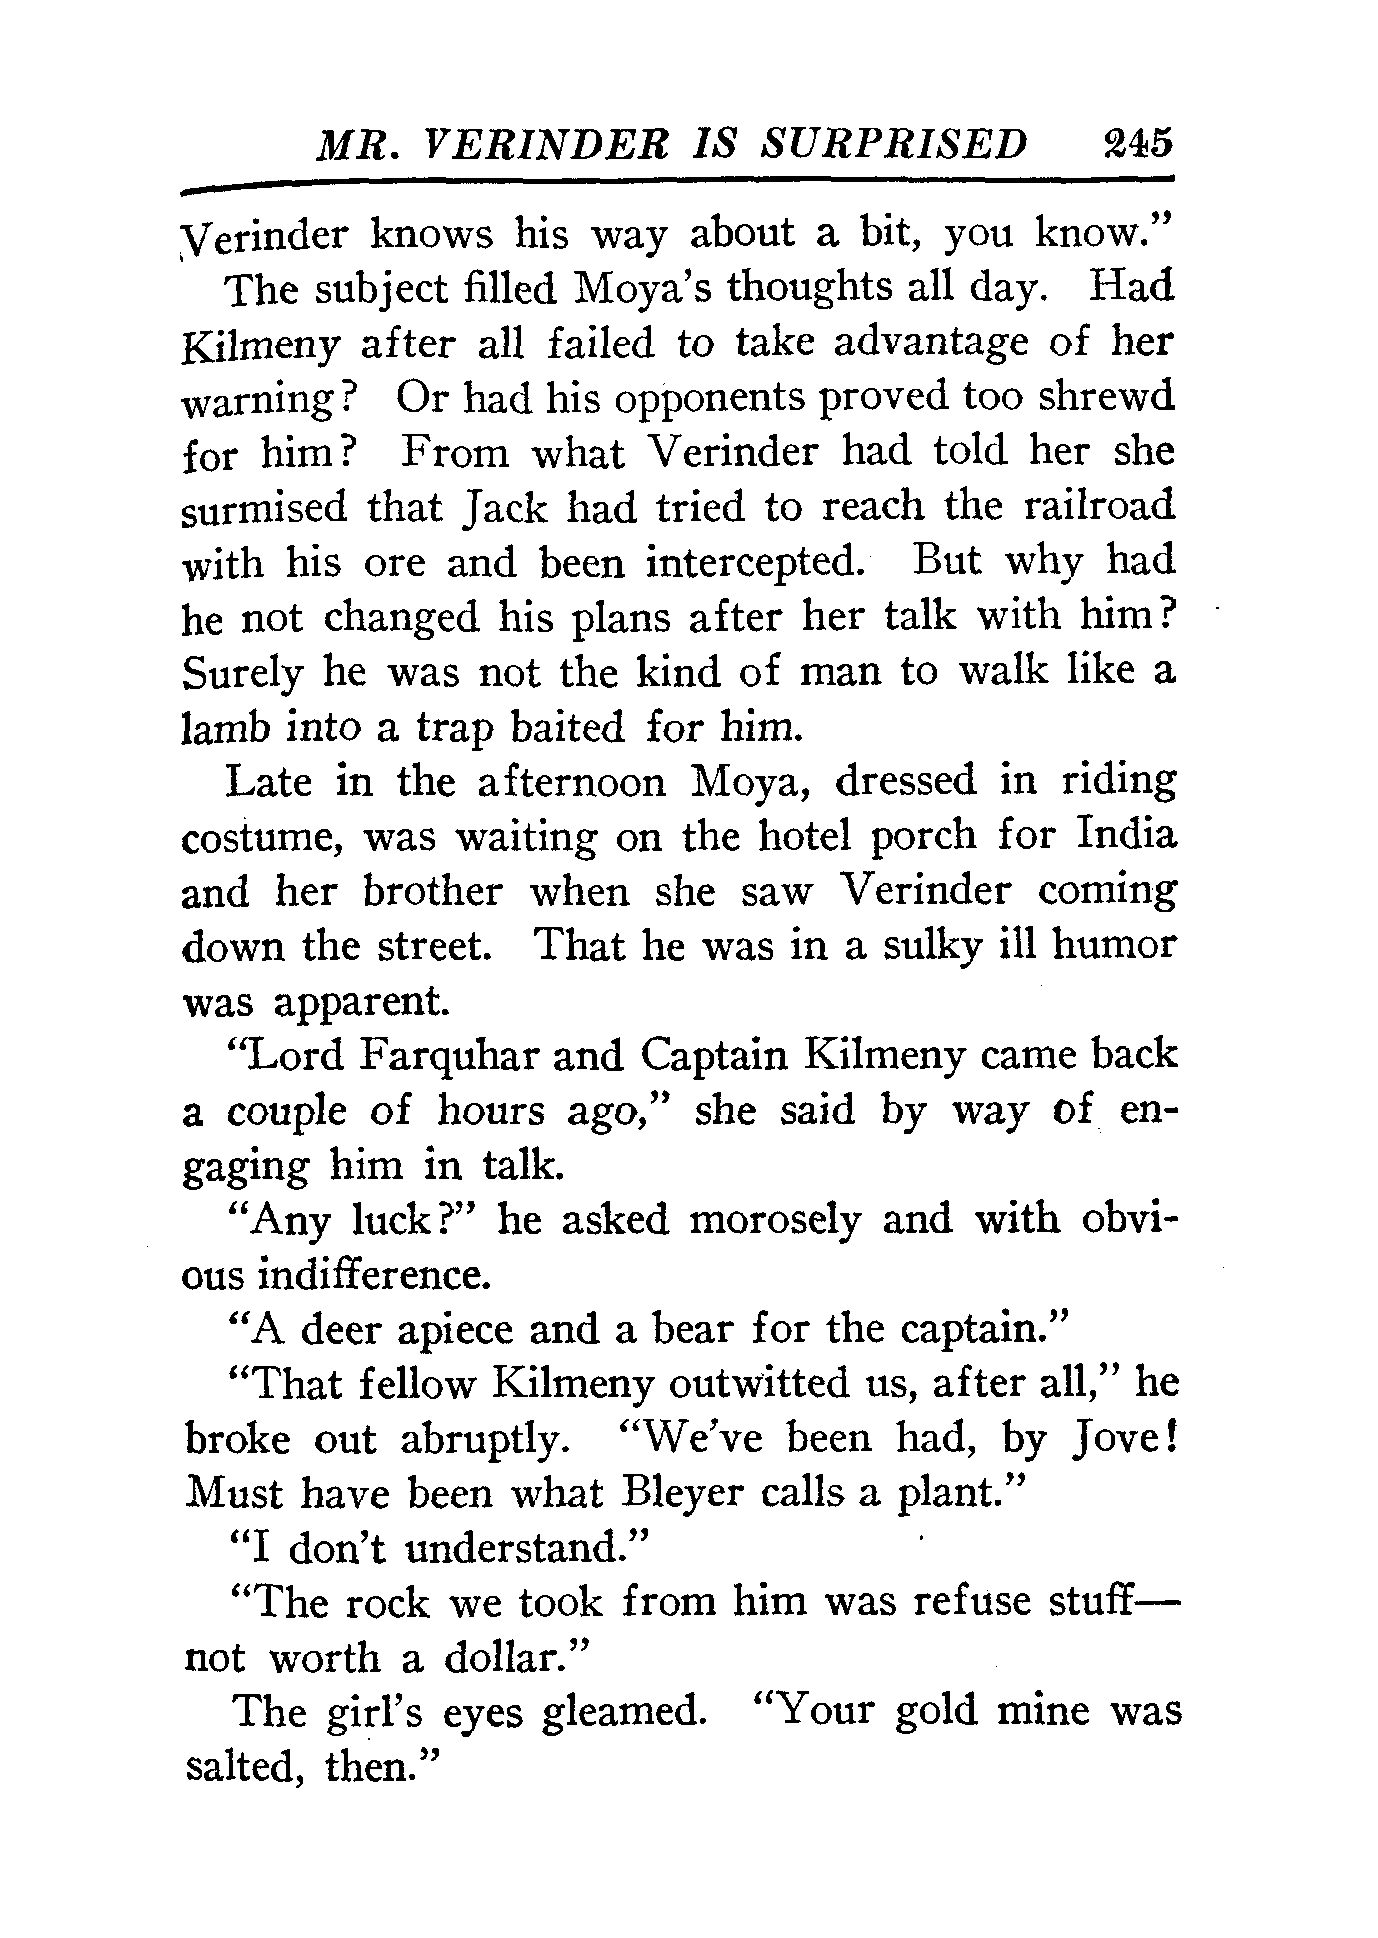 MR. VERINDER IS SURPRISED 245
Verinder knows his way about a bit, you know."
The subject filled Moya's thoughts all day. Had
Kilmeny after all failed to take advantage of her
warning? Or had his opponents proved too shrewd
for him? From what Verinder had told her she
surmised that Jack had tried to reach the railroad
with his ore and been intercepted. But why had
he not changed his plans after her talk with him?
Surely he was not the kind of man to walk like a
lamb into a trap baited for him.
Late in the afternoon Moya, dressed in riding
costume, was waiting on the hotel porch for India
and her brother when she saw Verinder coming
down the street. That he was in a sulky ill humor
was apparent.
"Lord Farquhar and Captain Kilmeny came back
a couple of hours ago," she said by way of en-
gaging him in talk.
"Any luck?" he asked morosely and with obvi-
ous indifference.
"A deer apiece and a bear for the captain."
"That fellow Kilmeny outwitted us, after all," he
broke out abruptly. "We've been had, by Jove!
Must have been what Bleyer calls a plant."
"I don't understand."
"The rock we took from him was refuse stuff—
not worth a dollar."
The girl's eyes gleamed. "Your gold mine was
salted, then."